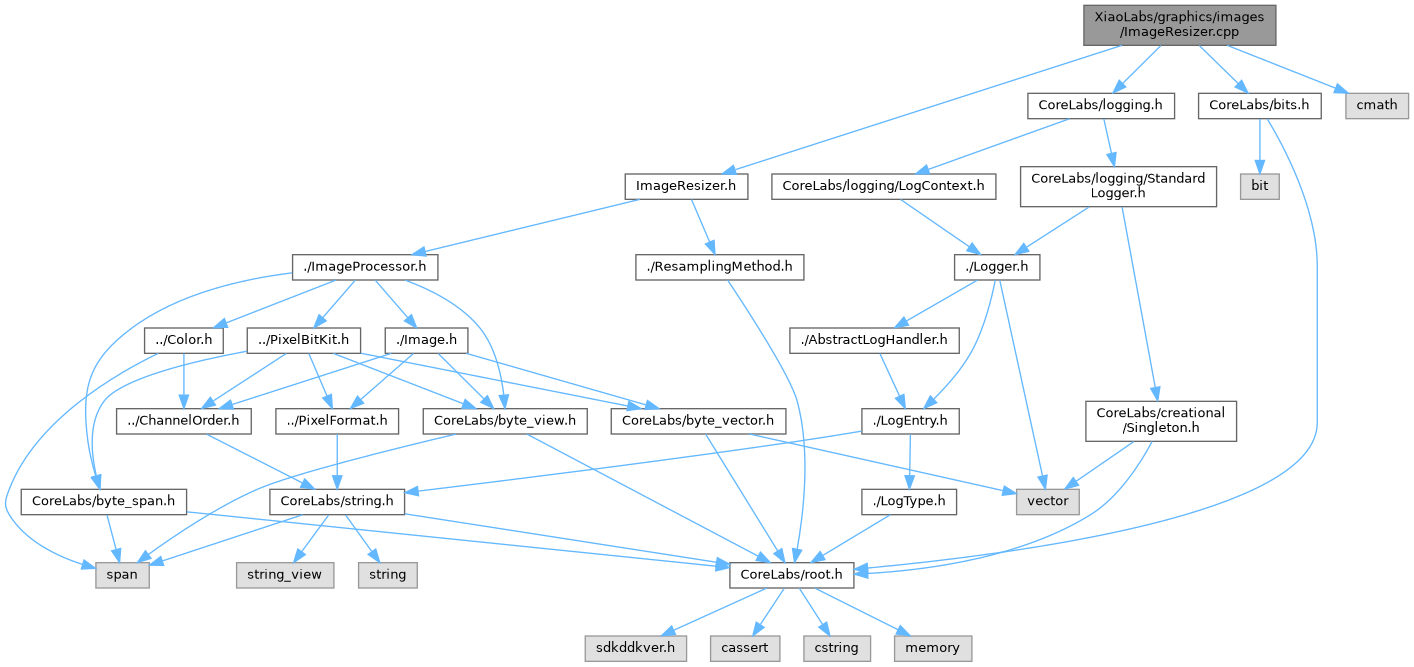 XiaoLabs/graphics/images
/ImageResizer.cpp
CoreLabs/logging.h
CoreLabs/bits.h
cmath
ImageResizer.h
CoreLabs/logging/LogContext.h
CoreLabs/logging/Standard
Logger.h
bit
./ImageProcessor.h
./ResamplingMethod.h
./Logger.h
../Color.h
../PixelBitKit.h
./Image.h
./AbstractLogHandler.h
../ChannelOrder.h
../PixelFormat.h
CoreLabs/byte_view.h
CoreLabs/byte_vector.h
./LogEntry.h
CoreLabs/creational
/Singleton.h
CoreLabs/byte_span.h
CoreLabs/string.h
./LogType.h
vector
span
string_view
string
CoreLabs/root.h
sdkddkver.h
cassert
cstring
memory